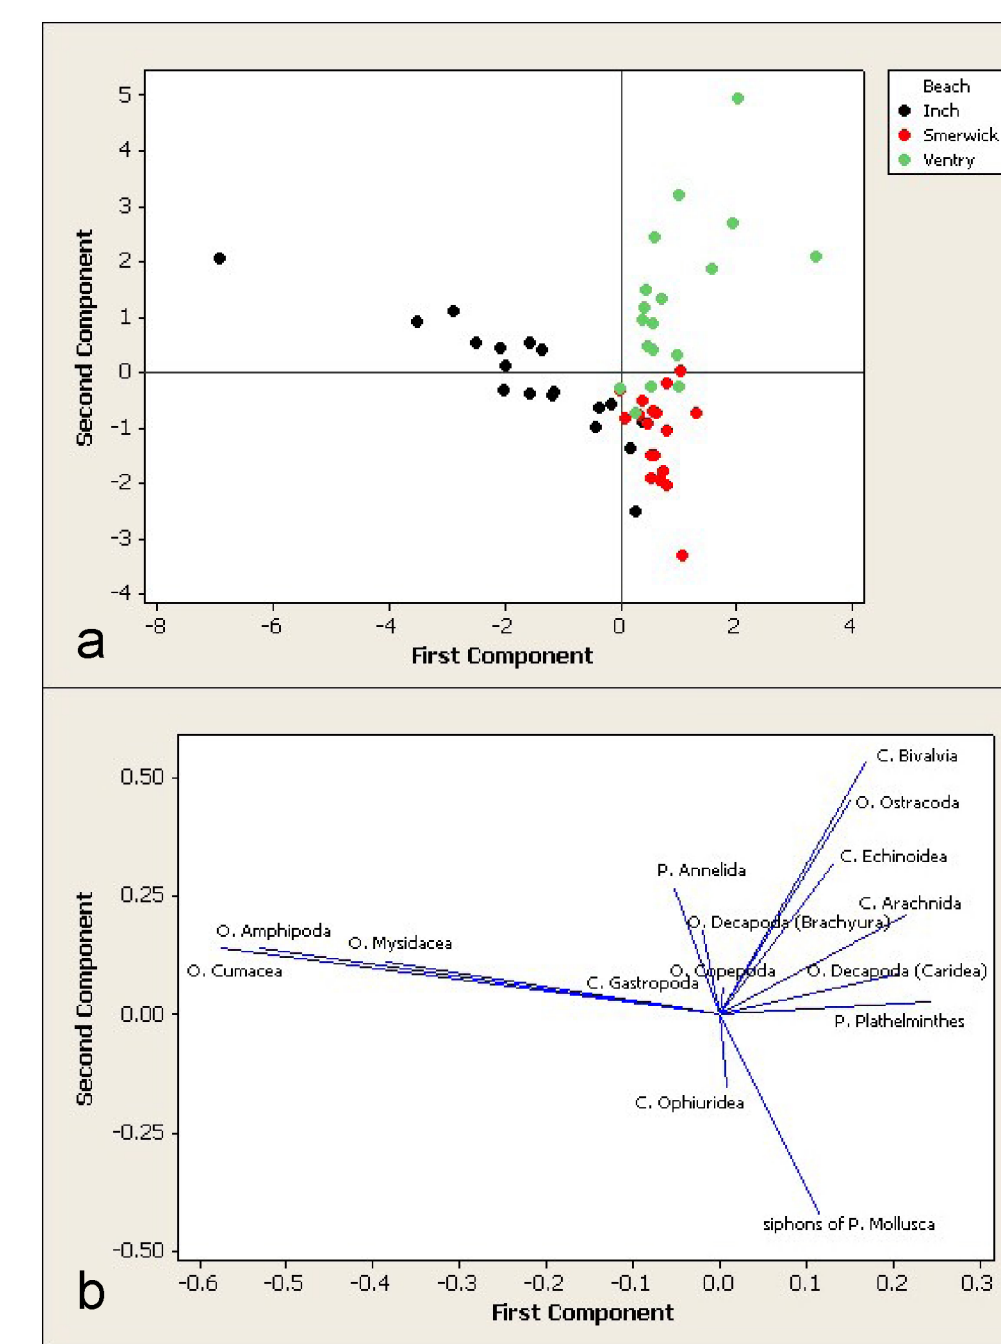 Beach
Inch
Smerwick
Ventry
5
4
3
2
1
0
-1
-2
-3
-4
Second Component
-8 -6 -4 -2 0 2 4
First Component
a
C. Bivalvia
O. Ostracoda
C. Echinoidea
P. Annelida
C. Arachnida
O. Decapoda (Brachyura)
O. Amphipoda
O. Mysidacea
O. Cumacea
O. Copepoda
O. Decapoda (Caridea)
C. Gastropoda
P. Plathelminthes
C. Ophiuridea
siphons of P. Mollusca
0.50
0.25
0.00
-0.25
-0.50
Second Component
-0.6 -0.5 -0.4 -0.3 -0.2 -0.1 0.0 0.1 0.2 0.3
First Component
b